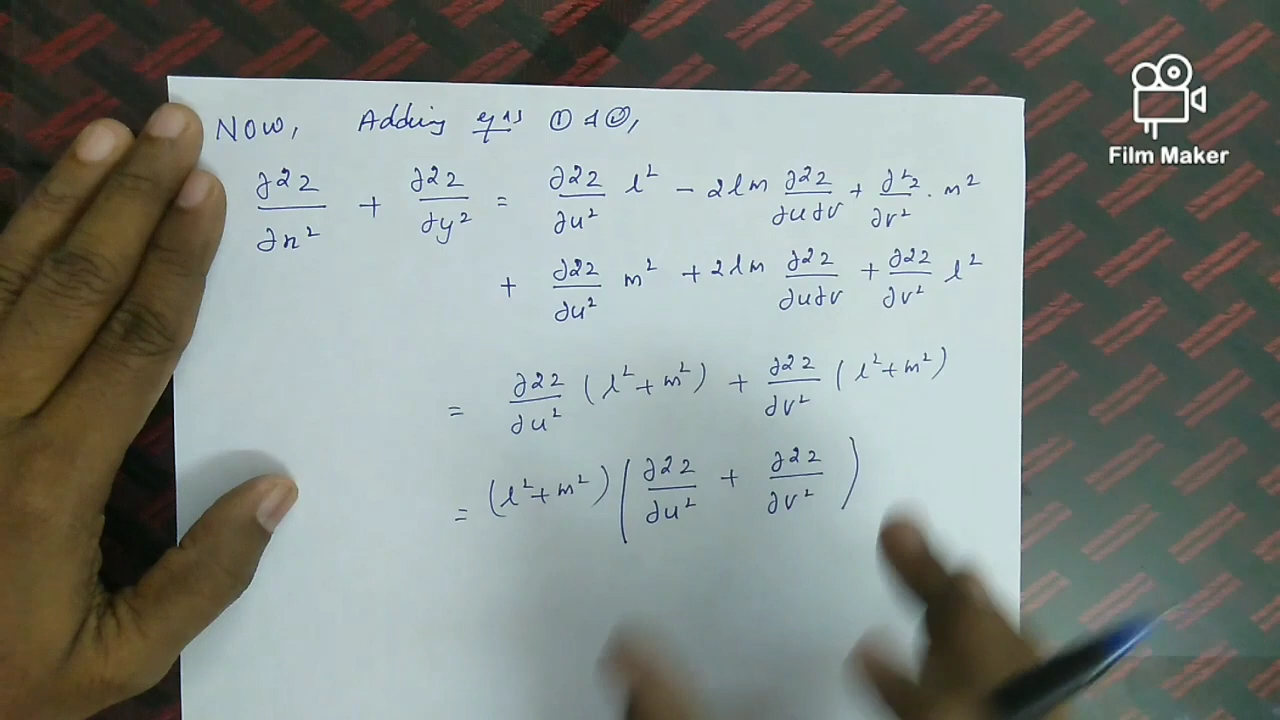 Now, Adding eqns ① & ②,
∂²z/∂x² + ∂²z/∂y² = ∂²z/∂u² l² - 2lm ∂²z/∂u∂v + ∂²z/∂v² . m²
+ ∂²z/∂u² m² + 2lm ∂²z/∂u∂v + ∂²z/∂v² l²
= ∂²z/∂u² (l²+m²) + ∂²z/∂v² (l²+m²)
= (l²+m²) (∂²z/∂u² + ∂²z/∂v²)
Film Maker